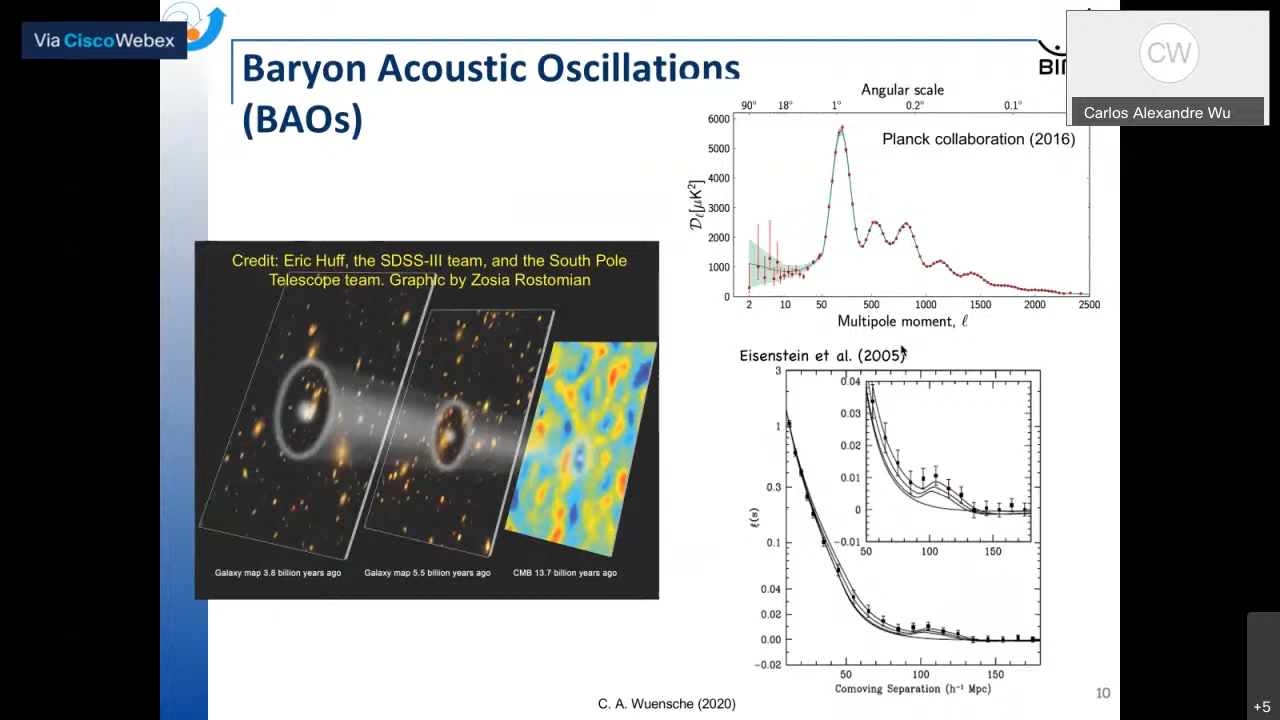 Via Cisco Webex
Baryon Acoustic Oscillations
(BAOs)
CW
Carlos Alexandre Wu
Angular scale
90° 18° 1° 0.2° 0.1°
Planck collaboration (2016)
6000
5000
4000
3000
2000
1000
0
𝒟ℓ[μK²]
2 10 50 500 1000 1500 2000 2500
Multipole moment, ℓ
Credit: Eric Huff, the SDSS-III team, and the South Pole
Telescope team. Graphic by Zosia Rostomian
Galaxy map 3.8 billion years ago
Galaxy map 5.5 billion years ago
CMB 13.7 billion years ago
Eisenstein et al. (2005)
3
1
0.3
0.1
0.04
0.02
0.00
-0.02
ξ(s)
0.04
0.03
0.02
0.01
0
-0.01
50 100 150
50 100 150
Comoving Separation (h⁻¹ Mpc)
C. A. Wuensche (2020)
10
+5